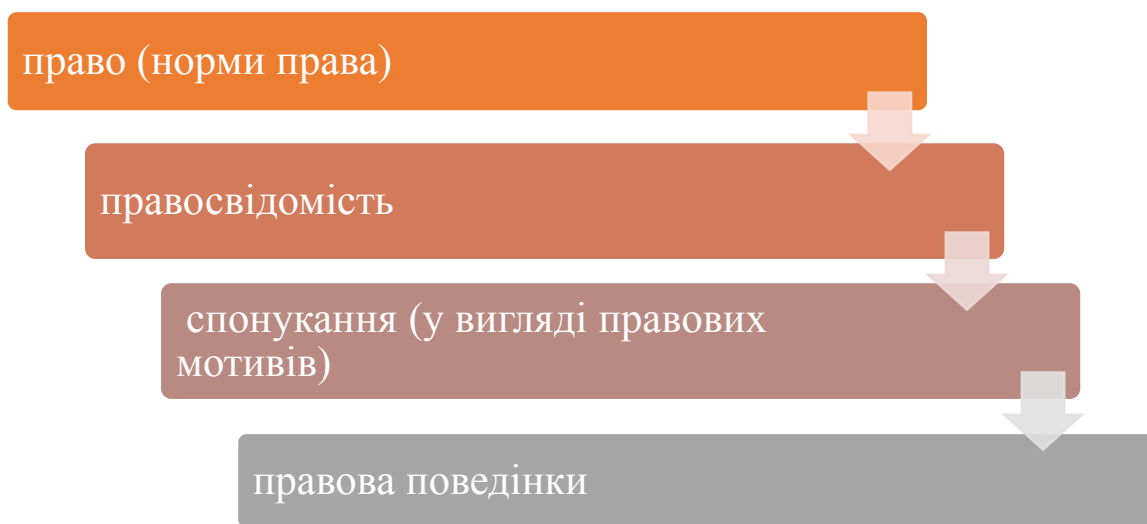 право (норми права)
правосвідомість
спонукання (у вигляді правових
мотивів)
правова поведінки